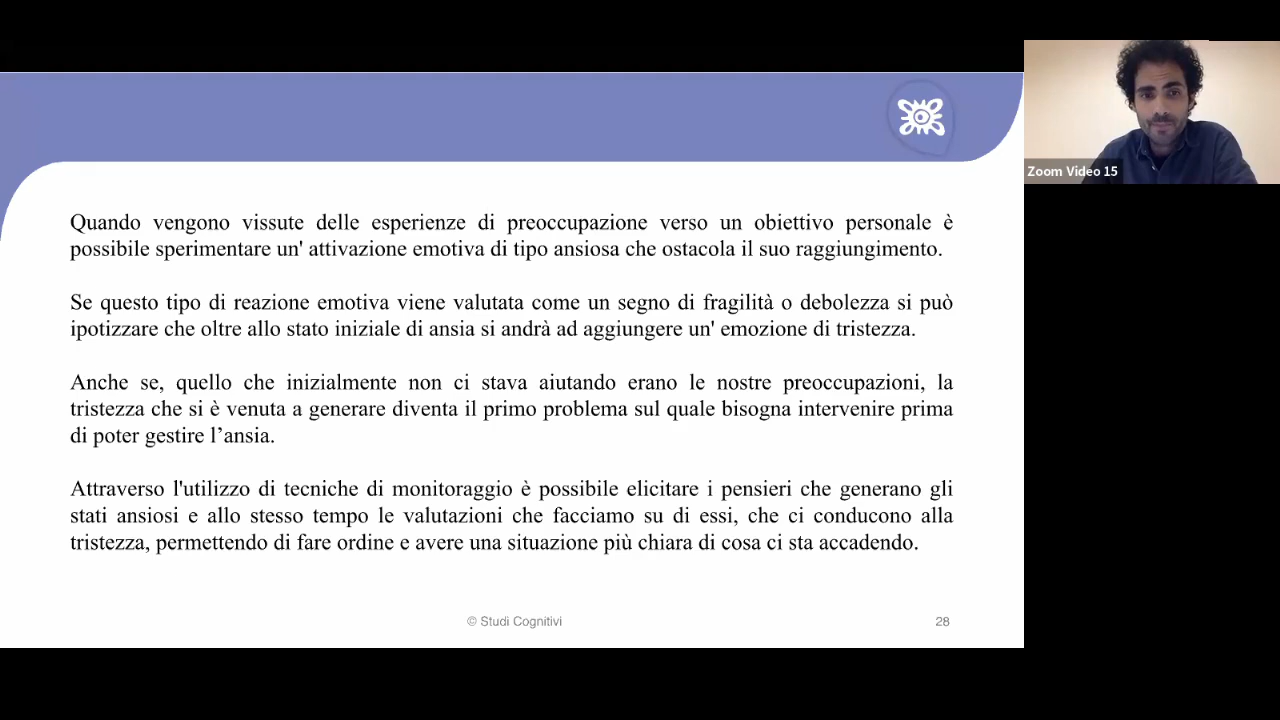 Zoom Video 15
Quando vengono vissute delle esperienze di preoccupazione verso un obiettivo personale è
possibile sperimentare un' attivazione emotiva di tipo ansiosa che ostacola il suo raggiungimento.
Se questo tipo di reazione emotiva viene valutata come un segno di fragilità o debolezza si può
ipotizzare che oltre allo stato iniziale di ansia si andrà ad aggiungere un' emozione di tristezza.
Anche se, quello che inizialmente non ci stava aiutando erano le nostre preoccupazioni, la
tristezza che si è venuta a generare diventa il primo problema sul quale bisogna intervenire prima
di poter gestire l’ansia.
Attraverso l'utilizzo di tecniche di monitoraggio è possibile elicitare i pensieri che generano gli
stati ansiosi e allo stesso tempo le valutazioni che facciamo su di essi, che ci conducono alla
tristezza, permettendo di fare ordine e avere una situazione più chiara di cosa ci sta accadendo.
© Studi Cognitivi
28